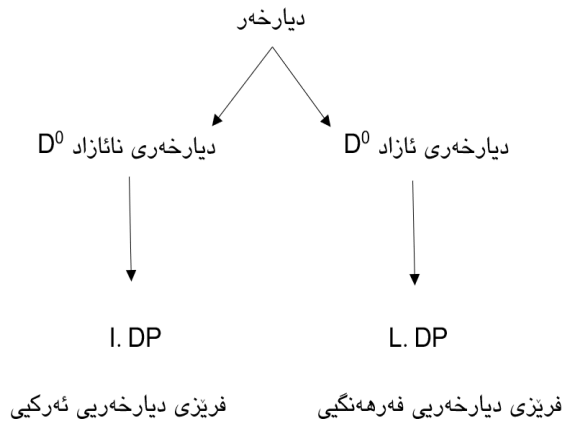 دیارخەر
دیارخەری ئازاد D⁰
دیارخەری نائازاد D⁰
L. DP
I. DP
فرێزی دیارخەریی فەرهەنگیی
فرێزی دیارخەریی ئەرکیی